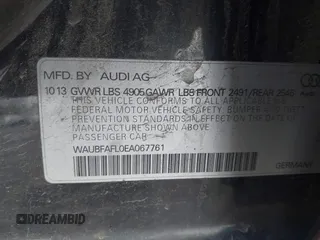 MFD. BY AUDI AG
10 13 GVWR LBS 4905 GAWR LBS FRONT 2491/REAR 2546
THIS VEHICLE CONFORMS TO ALL APPLICABLE
FEDERAL MOTOR VEHICLE SAFETY, BUMPER AND THEFT
PREVENTION STANDARDS IN EFFECT ON THE DATE OF
MANUFACTURE SHOWN ABOVE
PASSENGER CAR
WAUBFAFL0EA067761
GERMANY
Audi
DREAMBID